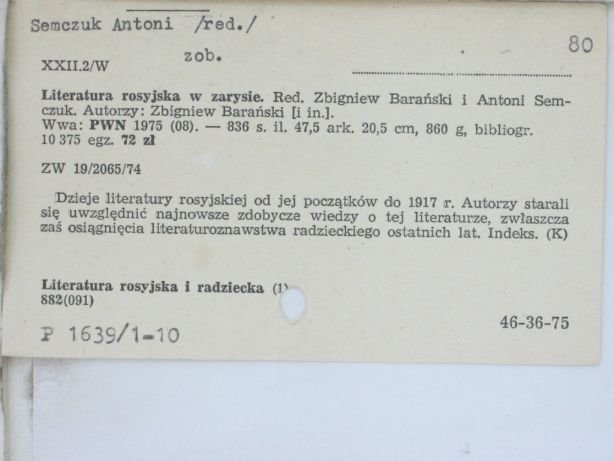 Semczuk Antoni /red./
80
zob.
XXII.2/W
Literatura rosyjska w zarysie. Red. Zbigniew Barański i Antoni Sem-
czuk. Autorzy: Zbigniew Barański [i in.].
Wwa: PWN 1975 (08). — 836 s. il. 47,5 ark. 20,5 cm, 860 g, bibliogr.
10 375 egz. 72 zł
ZW 19/2065/74
Dzieje literatury rosyjskiej od jej początków do 1917 r. Autorzy starali
się uwzględnić najnowsze zdobycze wiedzy o tej literaturze, zwłaszcza
zaś osiągnięcia literaturoznawstwa radzieckiego ostatnich lat. Indeks. (K)
Literatura rosyjska i radziecka (1)
882(091)
46-36-75
P 1639/1-10